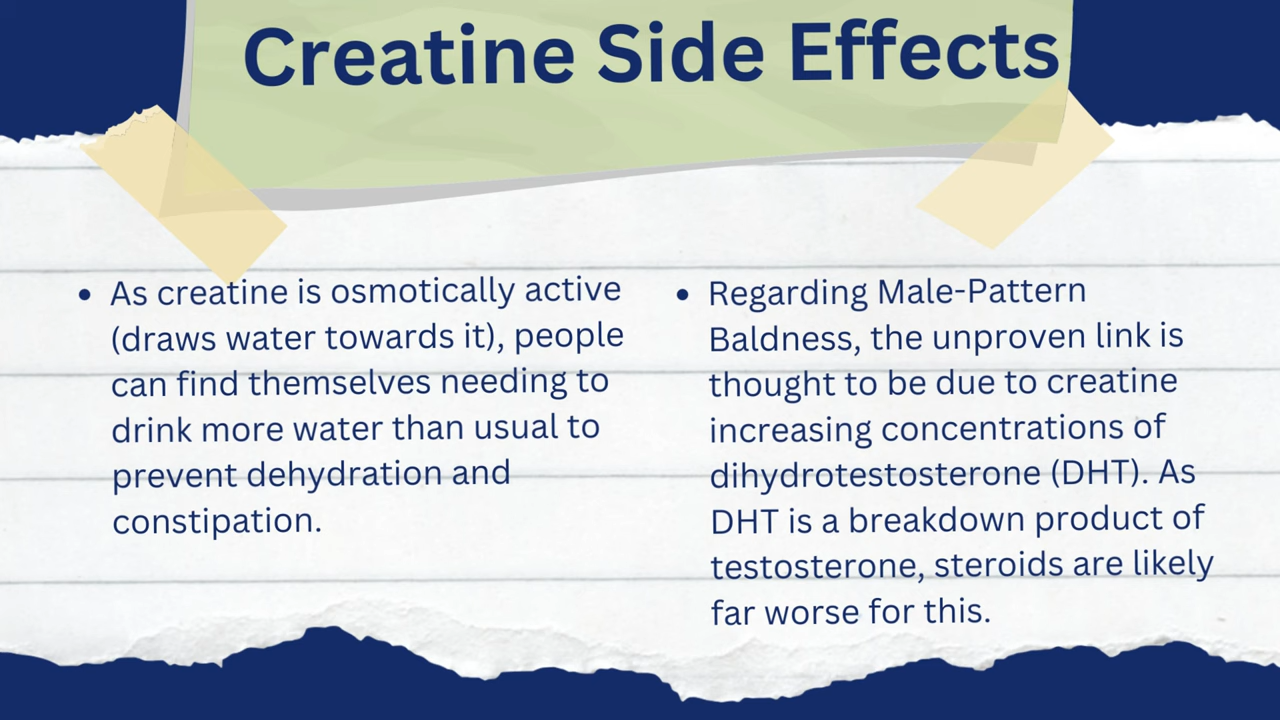 Creatine Side Effects
• As creatine is osmotically active
(draws water towards it), people
can find themselves needing to
drink more water than usual to
prevent dehydration and
constipation.
• Regarding Male-Pattern
Baldness, the unproven link is
thought to be due to creatine
increasing concentrations of
dihydrotestosterone (DHT). As
DHT is a breakdown product of
testosterone, steroids are likely
far worse for this.